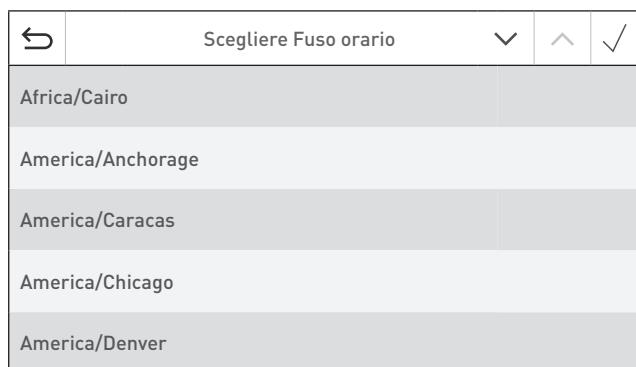 Scegliere Fuso orario
Africa/Cairo
America/Anchorage
America/Caracas
America/Chicago
America/Denver